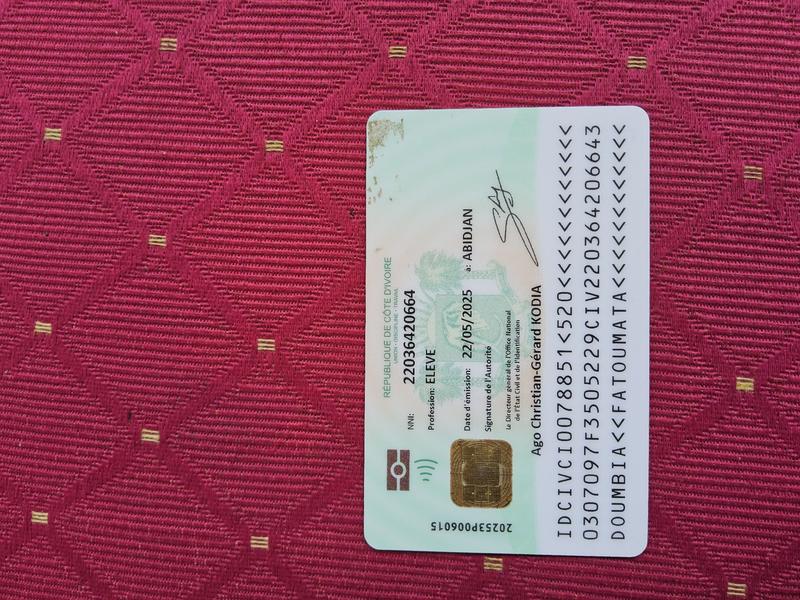 RÉPUBLIQUE DE CÔTE D'IVOIRE
UNION - DISCIPLINE - TRAVAIL
NNI: 22036420664
Profession: ELEVE
Date d'émission: 22/05/2025 à: ABIDJAN
Signature de l'Autorité
Le Directeur général de l'Office National
de l'État Civil et de l'Identification
Ago Christian-Gérard KODIA
20253P006015
IDCIVCI0078851<520<<<<<<<<<<<<
0307097F3505229CIV220364206643
DOUMBIA<<FATOUMATA<<<<<<<<<<<<